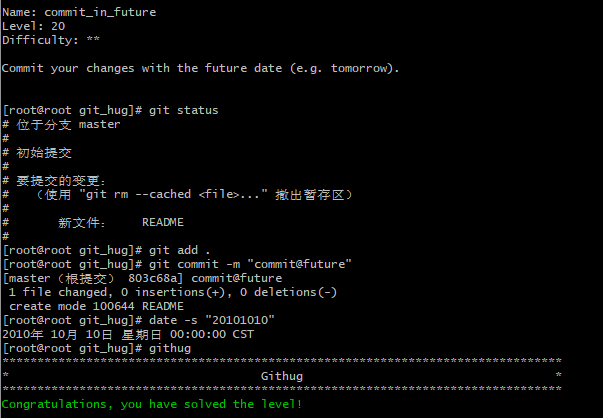 Name: commit_in_future
Level: 20
Difficulty: **
Commit your changes with the future date (e.g. tomorrow).
[root@root git_hug]# git status
# 位于分支 master
#
# 初始提交
#
# 要提交的变更：
#   （使用 "git rm --cached <file>..." 撤出暂存区）
#
#       新文件：    README
#
[root@root git_hug]# git add .
[root@root git_hug]# git commit -m "commit@future"
[master（根提交） 803c68a] commit@future
 1 file changed, 0 insertions(+), 0 deletions(-)
 create mode 100644 README
[root@root git_hug]# date -s "20101010"
2010年 10月 10日 星期日 00:00:00 CST
[root@root git_hug]# githug
********************************************************************************
*                                    Githug                                    *
********************************************************************************
Congratulations, you have solved the level!